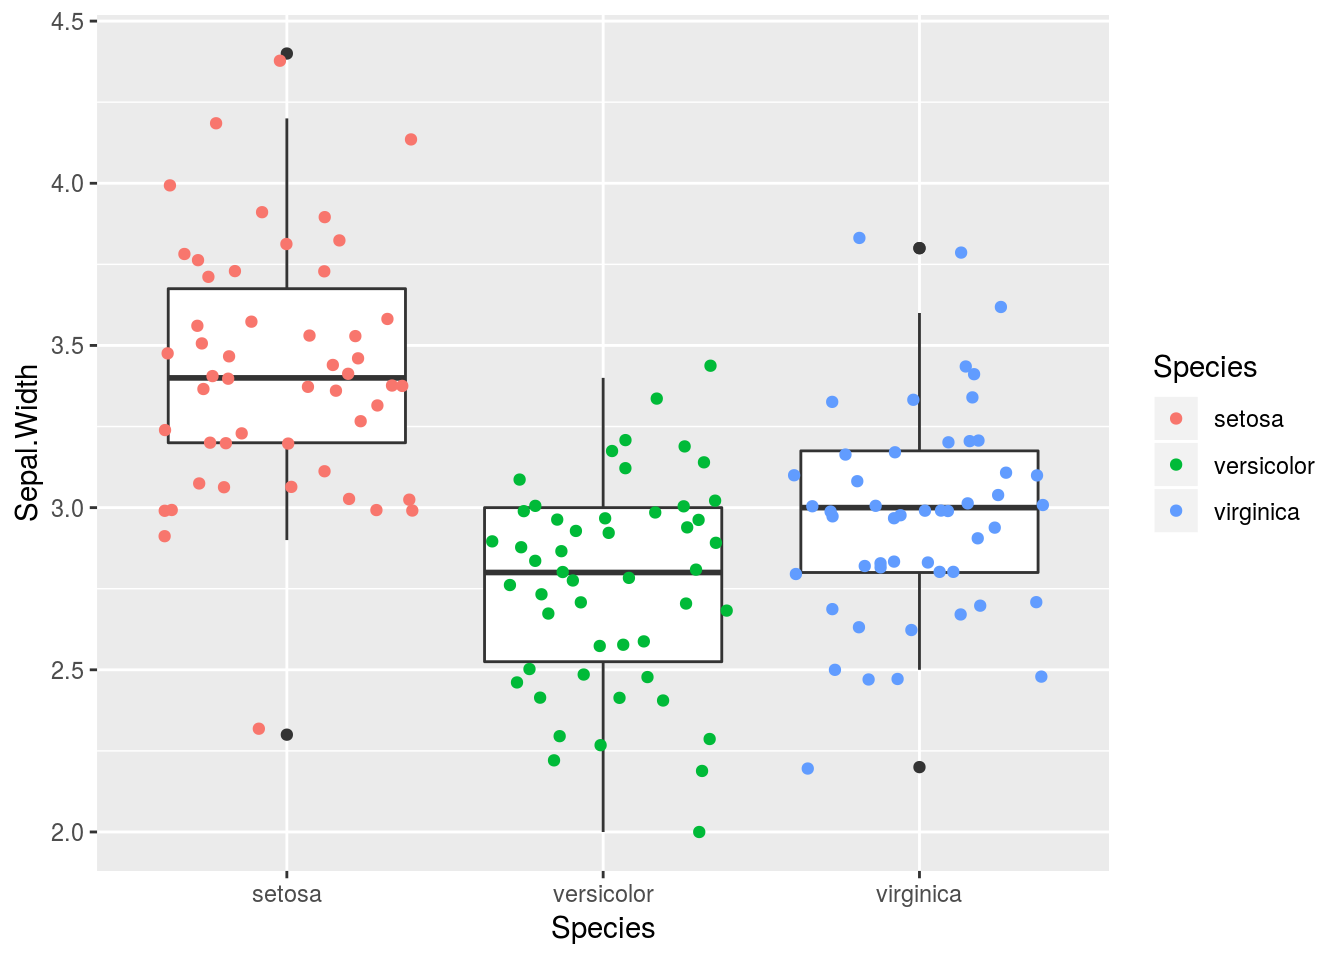 4.5
4.0
3.5
3.0
2.5
2.0
Sepal.Width
setosa versicolor virginica
Species
Species
setosa
versicolor
virginica